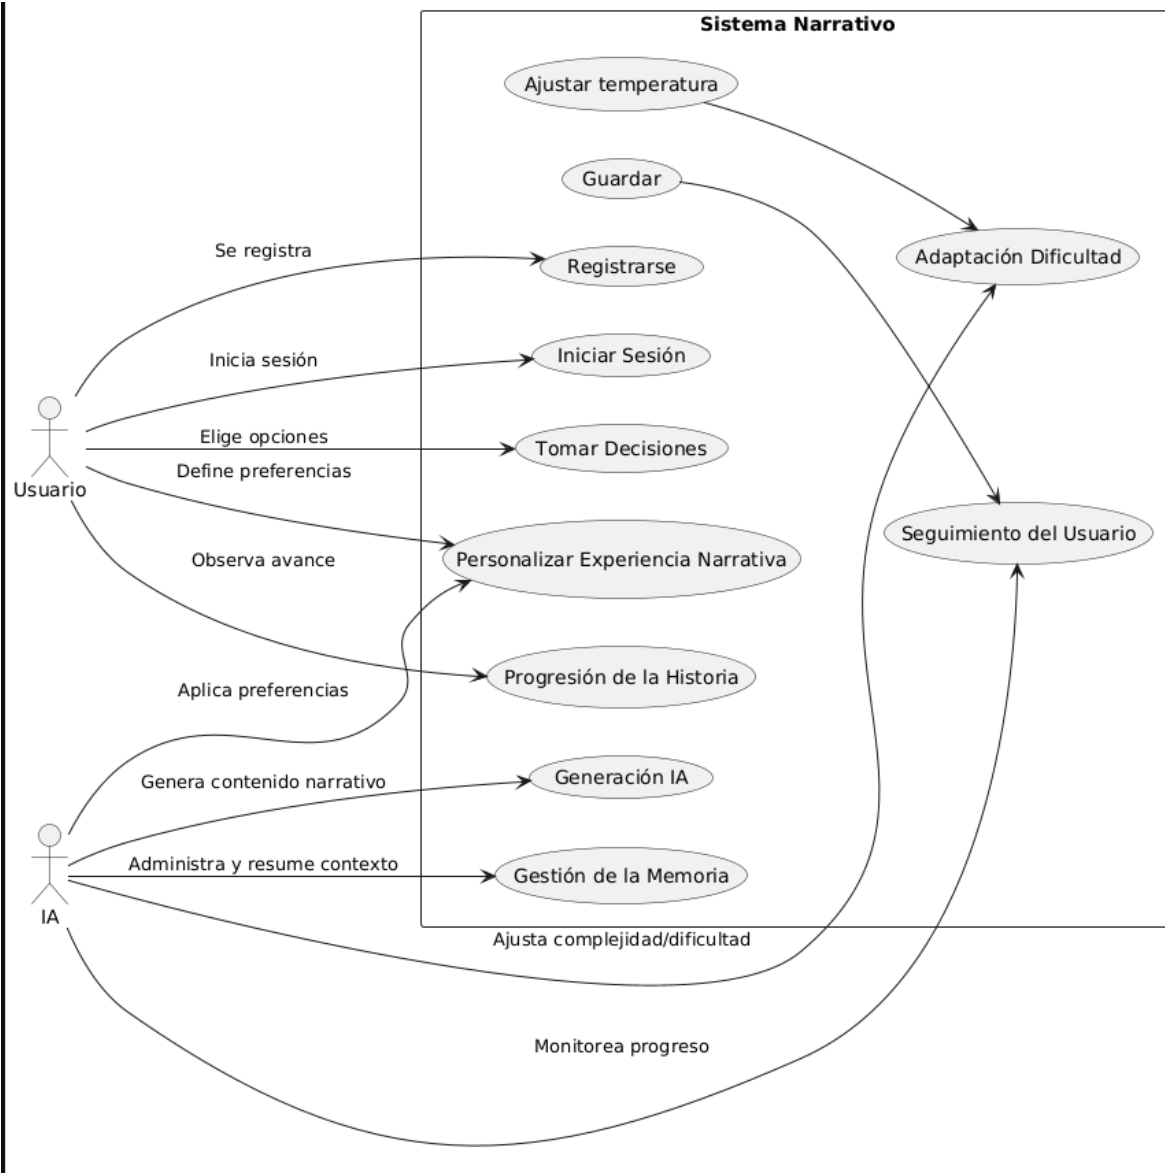 Sistema Narrativo
Ajustar temperatura
Guardar
Se registra
Registrarse
Adaptación Dificultad
Inicia sesión
Iniciar Sesión
Elige opciones
Tomar Decisiones
Define preferencias
Usuario
Seguimiento del Usuario
Observa avance
Personalizar Experiencia Narrativa
Progresión de la Historia
Aplica preferencias
Genera contenido narrativo
Generación IA
Administra y resume contexto
Gestión de la Memoria
IA
Ajusta complejidad/dificultad
Monitorea progreso